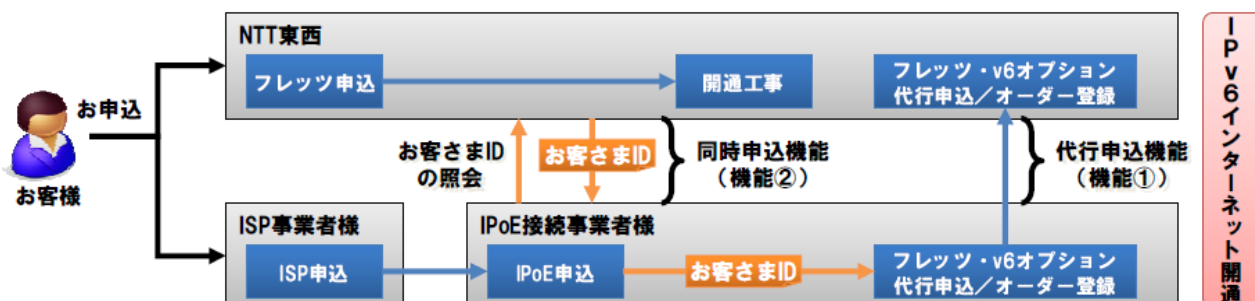 NTT東西
フレッツ申込
開通工事
フレッツ・v6オプション
代行申込／オーダー登録
お申込
お客様
お客さまID
の照会
お客さまID
同時申込機能
（機能②）
代行申込機能
（機能①）
ISP事業者様
ISP申込
IPoE接続事業者様
IPoE申込
お客さまID
フレッツ・v6オプション
代行申込／オーダー登録
IPv6インターネット開通